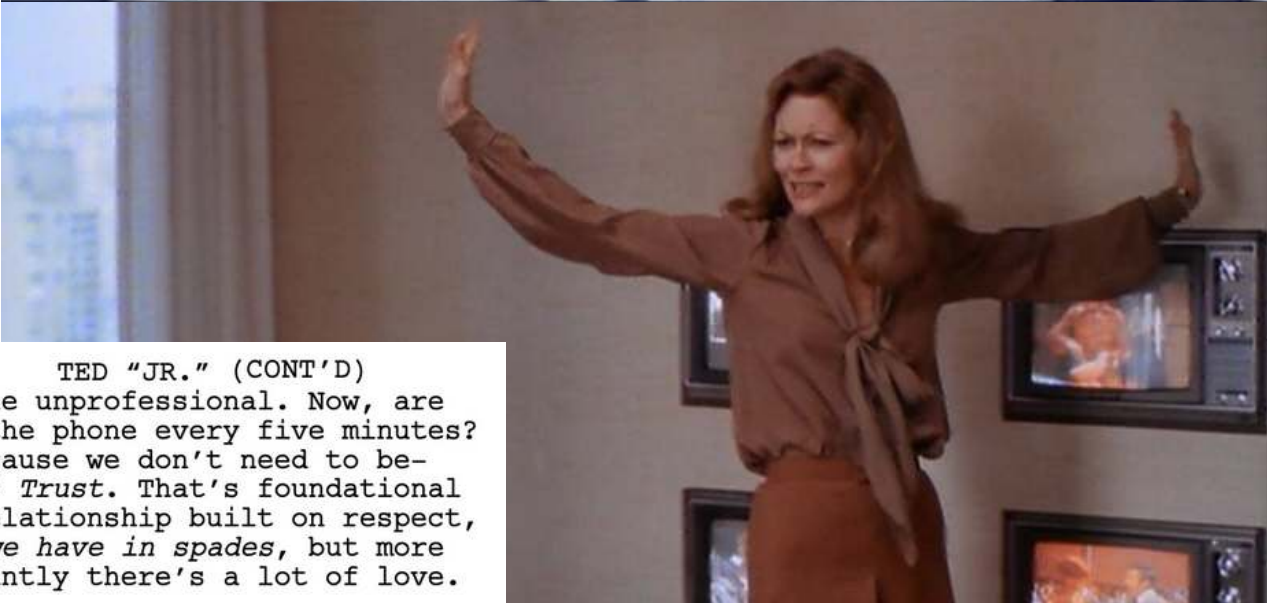 TED “JR.” (CONT’D)
e unprofessional. Now, are
he phone every five minutes?
ause we don’t need to be–
Trust. That’s foundational
lationship built on respect,
e have in spades, but more
ntly there’s a lot of love.